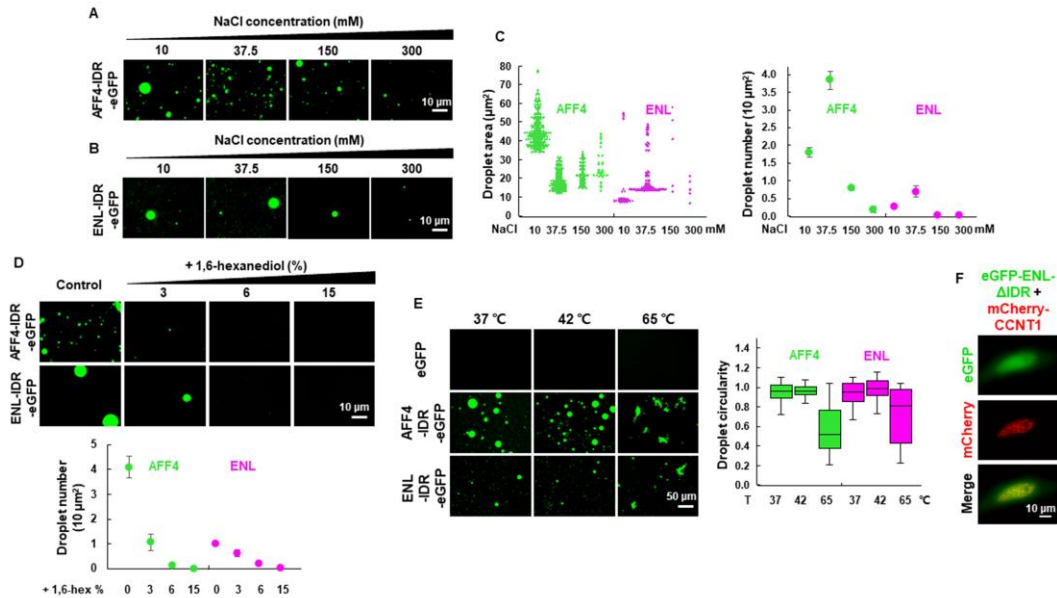 A
NaCl concentration (mM)
10 37.5 150 300
AFF4-IDR
-eGFP
10 µm
B
NaCl concentration (mM)
10 37.5 150 300
ENL-IDR
-eGFP
10 µm
C
Droplet area (µm²)
80
70
60
50
40
30
20
10
0
AFF4 ENL
NaCl 10 37.5 150 300 10 37.5 150 300 mM
Droplet number (10 µm²)
4.0
3.5
3.0
2.5
2.0
1.5
1.0
0.5
0.0
AFF4 ENL
NaCl 10 37.5 150 300 10 37.5 150 300 mM
D
+ 1,6-hexanediol (%)
Control 3 6 15
AFF4-IDR
-eGFP
ENL-IDR
-eGFP
10 µm
Droplet number
(10 µm²)
5
4
3
2
1
0
AFF4 ENL
+ 1,6-hex % 0 3 6 15 0 3 6 15
E
37 °C 42 °C 65 °C
eGFP
AFF4
-IDR
-eGFP
ENL
-IDR
-eGFP
50 µm
Droplet circularity
1.4
1.2
1.0
0.8
0.6
0.4
0.2
0.0
AFF4 ENL
T 37 42 65 37 42 65 °C
F
eGFP-ENL-
ΔIDR +
mCherry-
CCNT1
eGFP
mCherry
Merge
10 µm